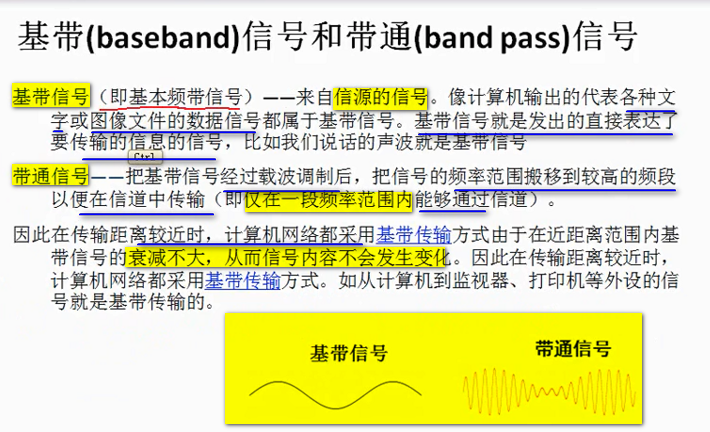 基带(baseband)信号和带通(band pass)信号
基带信号（即基本频带信号）——来自信源的信号。像计算机输出的代表各种文
字或图像文件的数据信号都属于基带信号。基带信号就是发出的直接表达了
要传输的信息的信号，比如我们说话的声波就是基带信号
Ctrl
带通信号——把基带信号经过载波调制后，把信号的频率范围搬移到较高的频段
以便在信道中传输（即仅在一段频率范围内能够通过信道）。
因此在传输距离较近时，计算机网络都采用基带传输方式由于在近距离范围内基
带信号的衰减不大，从而信号内容不会发生变化。因此在传输距离较近时，
计算机网络都采用基带传输方式。如从计算机到监视器、打印机等外设的信
号就是基带传输的。
基带信号
带通信号